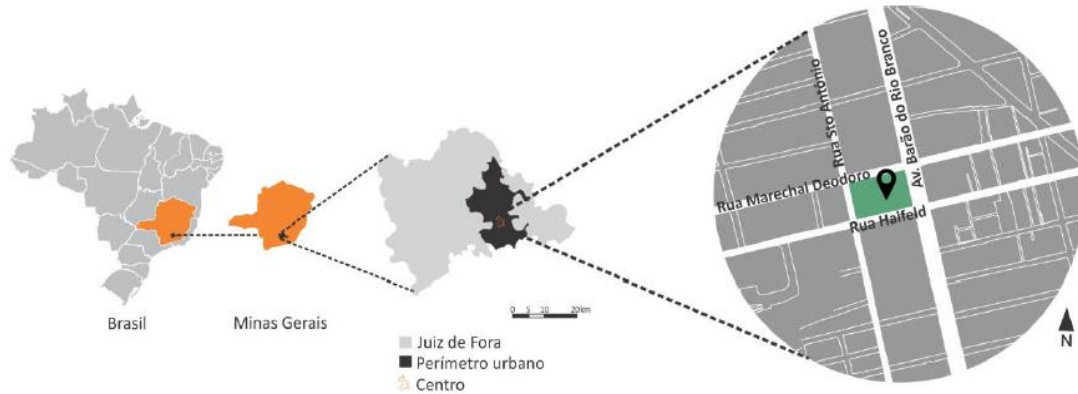 Brasil
Minas Gerais
0 5 10 20km
Juiz de Fora
Perímetro urbano
Centro
Rua Sto Antônio
Av. Barão do Rio Branco
Rua Marechal Deodoro
Rua Halfeld
N